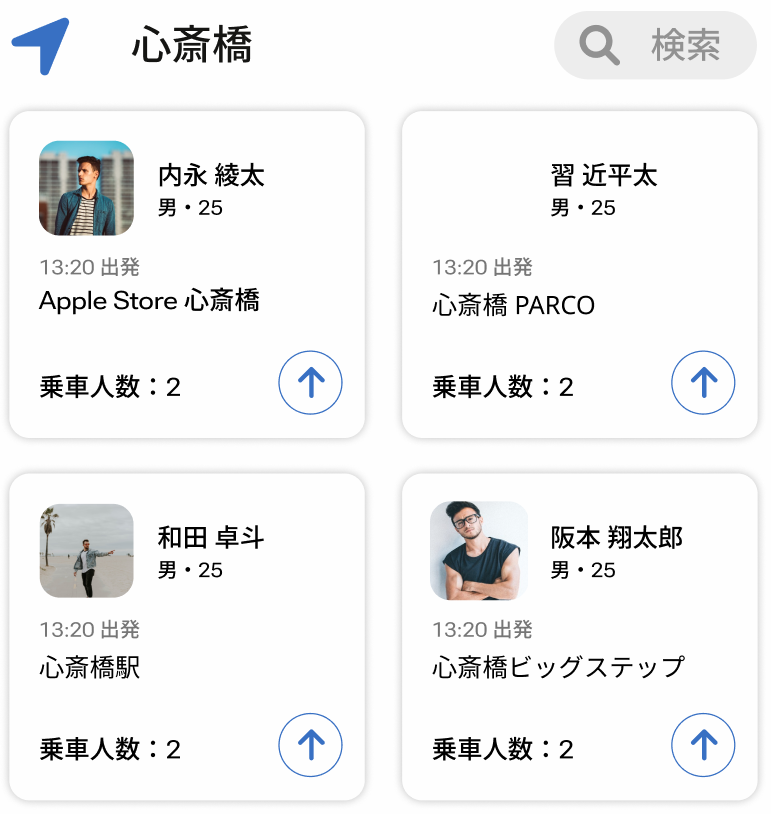 心斎橋
検索
内永 綾太
男・25
13:20 出発
Apple Store 心斎橋
乗車人数：2
習 近平太
男・25
13:20 出発
心斎橋 PARCO
乗車人数：2
和田 卓斗
男・25
13:20 出発
心斎橋駅
乗車人数：2
阪本 翔太郎
男・25
13:20 出発
心斎橋ビッグステップ
乗車人数：2